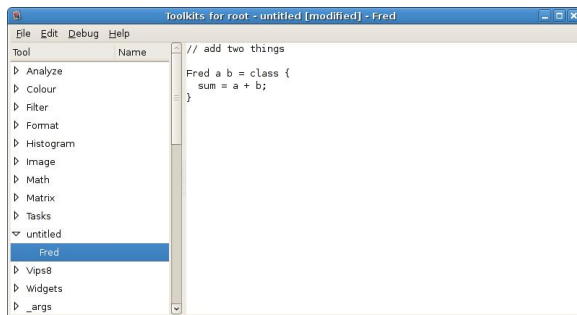 Toolkits for root - untitled [modified] - Fred
File Edit Debug Help
Tool Name
Analyze
Colour
Filter
Format
Histogram
Image
Math
Matrix
Tasks
untitled
Fred
Vips8
Widgets
_args
// add two things
Fred a b = class {
sum = a + b;
}